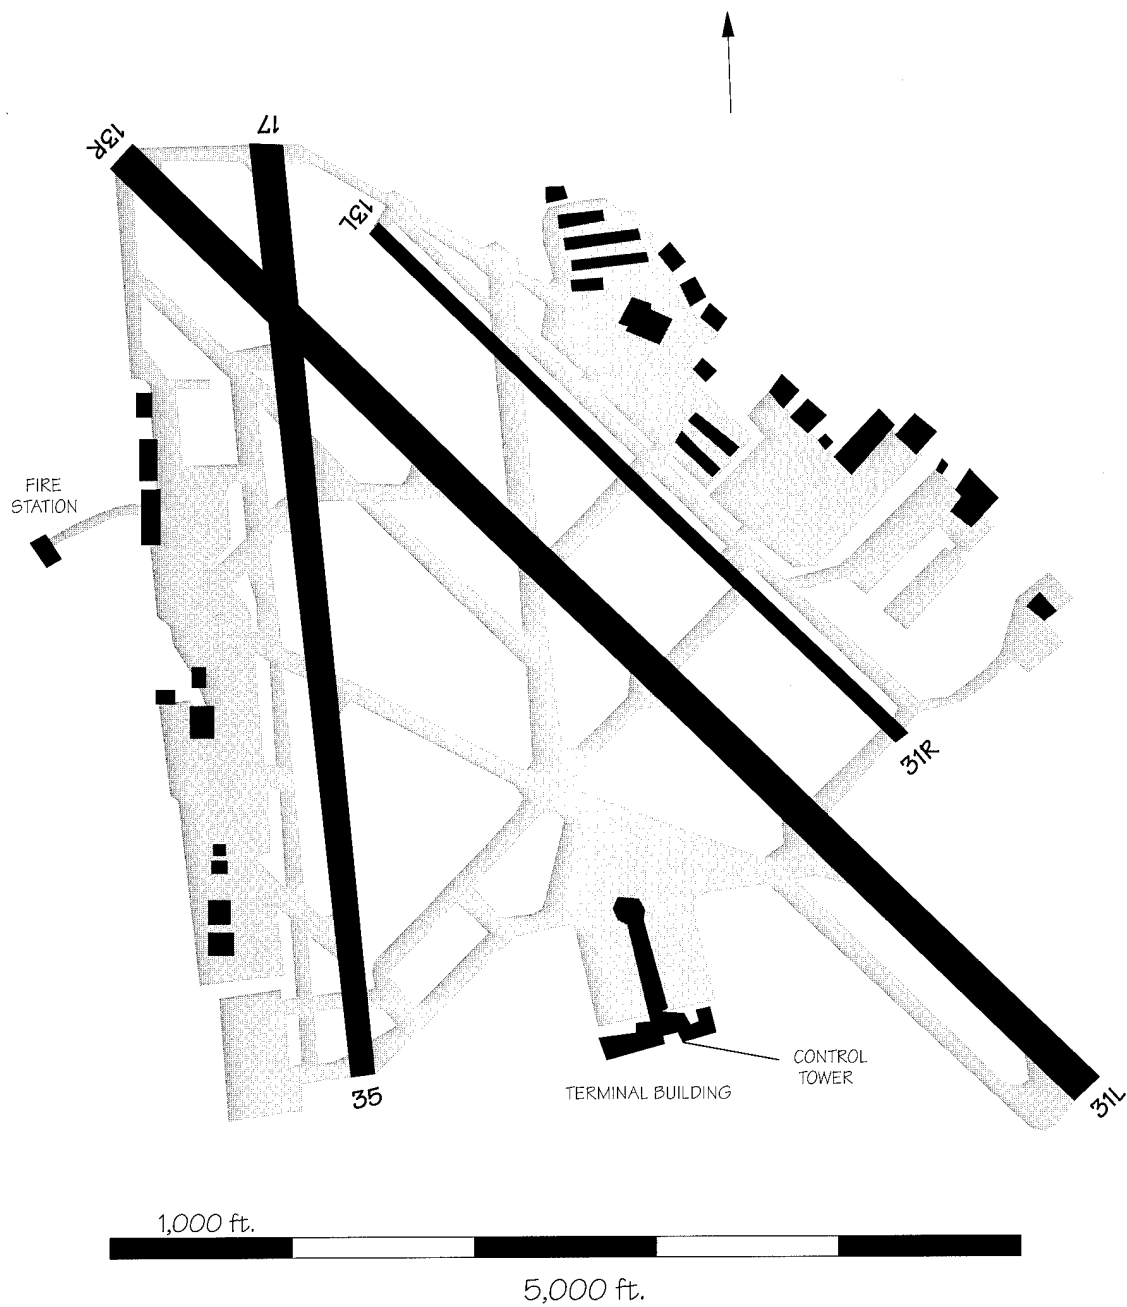 17
13R
13L
FIRE
STATION
31R
CONTROL
TOWER
TERMINAL BUILDING
35
31L
1,000 ft.
5,000 ft.